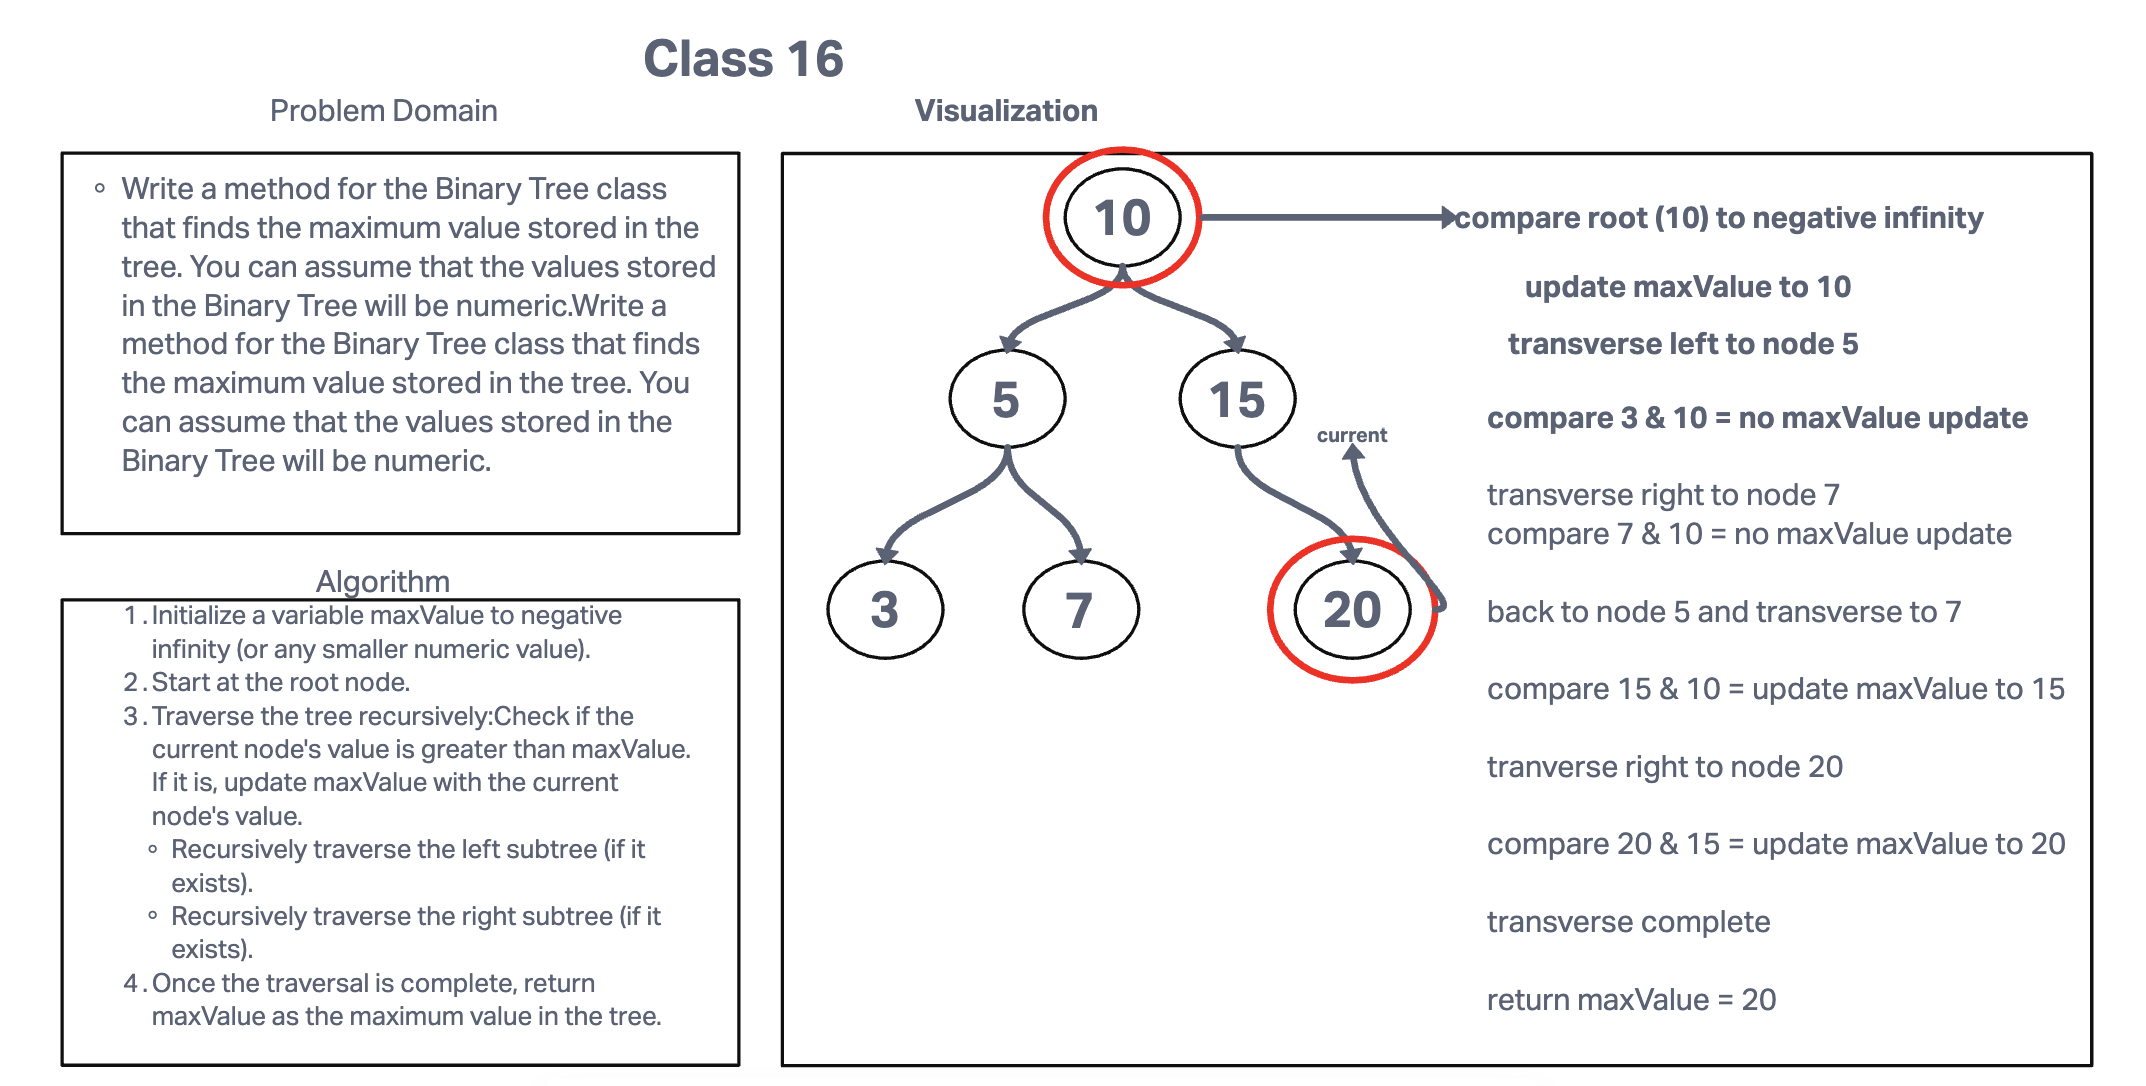 Class 16
Problem Domain
Write a method for the Binary Tree class
that finds the maximum value stored in the
tree. You can assume that the values stored
in the Binary Tree will be numeric.Write a
method for the Binary Tree class that finds
the maximum value stored in the tree. You
can assume that the values stored in the
Binary Tree will be numeric.
Algorithm
1. Initialize a variable maxValue to negative
infinity (or any smaller numeric value).
2. Start at the root node.
3. Traverse the tree recursively:Check if the
current node's value is greater than maxValue.
If it is, update maxValue with the current
node's value.
Recursively traverse the left subtree (if it
exists).
Recursively traverse the right subtree (if it
exists).
4. Once the traversal is complete, return
maxValue as the maximum value in the tree.
Visualization
10
5
15
current
3
7
20
compare root (10) to negative infinity
update maxValue to 10
transverse left to node 5
compare 3 & 10 = no maxValue update
transverse right to node 7
compare 7 & 10 = no maxValue update
back to node 5 and transverse to 7
compare 15 & 10 = update maxValue to 15
tranverse right to node 20
compare 20 & 15 = update maxValue to 20
transverse complete
return maxValue = 20